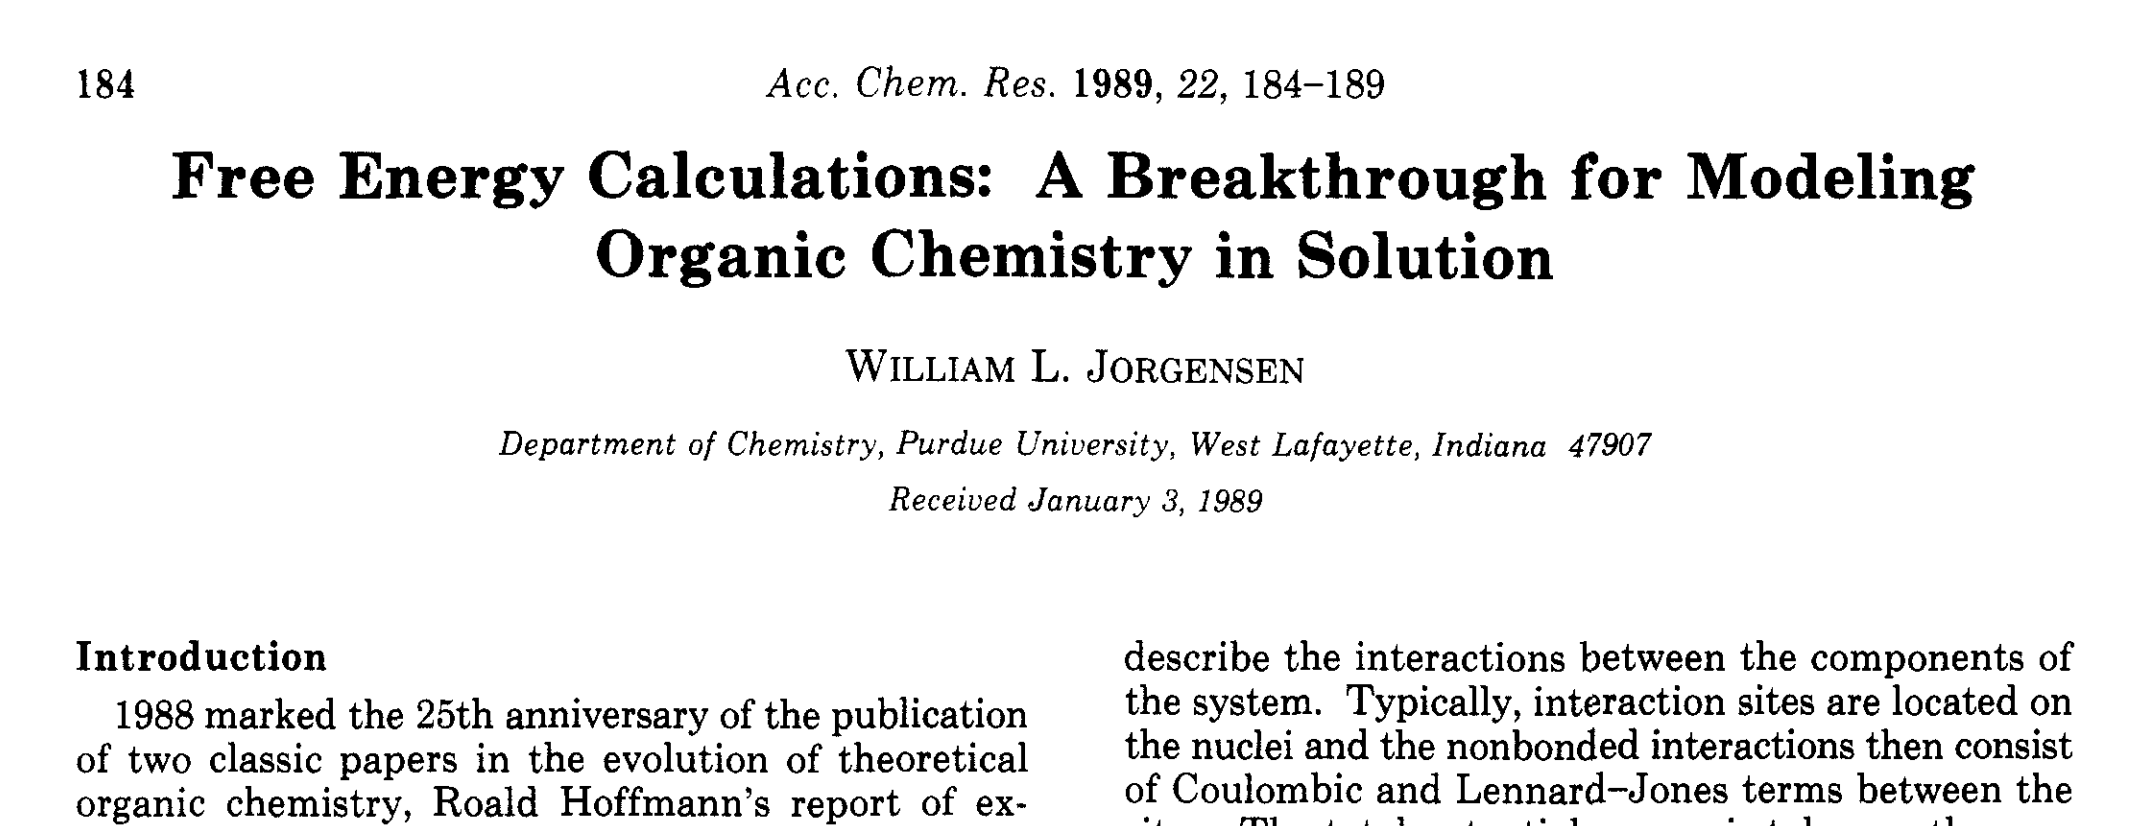 184
Acc. Chem. Res. 1989, 22, 184–189
Free Energy Calculations: A Breakthrough for Modeling
Organic Chemistry in Solution
WILLIAM L. JORGENSEN
Department of Chemistry, Purdue University, West Lafayette, Indiana 47907
Received January 3, 1989
Introduction
1988 marked the 25th anniversary of the publication
of two classic papers in the evolution of theoretical
organic chemistry, Roald Hoffmann's report of ex-
describe the interactions between the components of
the system. Typically, interaction sites are located on
the nuclei and the nonbonded interactions then consist
of Coulombic and Lennard–Jones terms between the